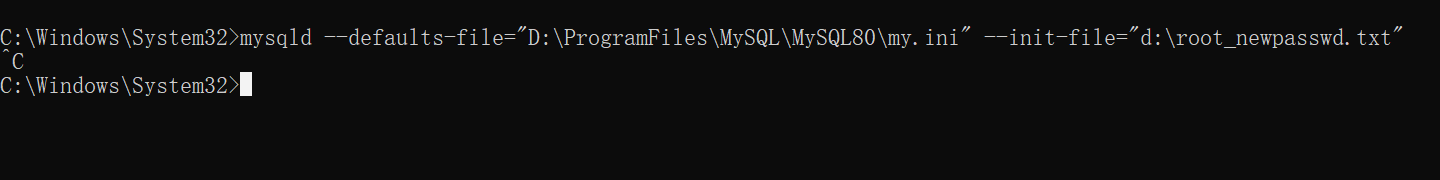 C:\Windows\System32>mysqld --defaults-file="D:\ProgramFiles\MySQL\MySQL80\my.ini" --init-file="d:\root_newpasswd.txt"
^C
C:\Windows\System32>